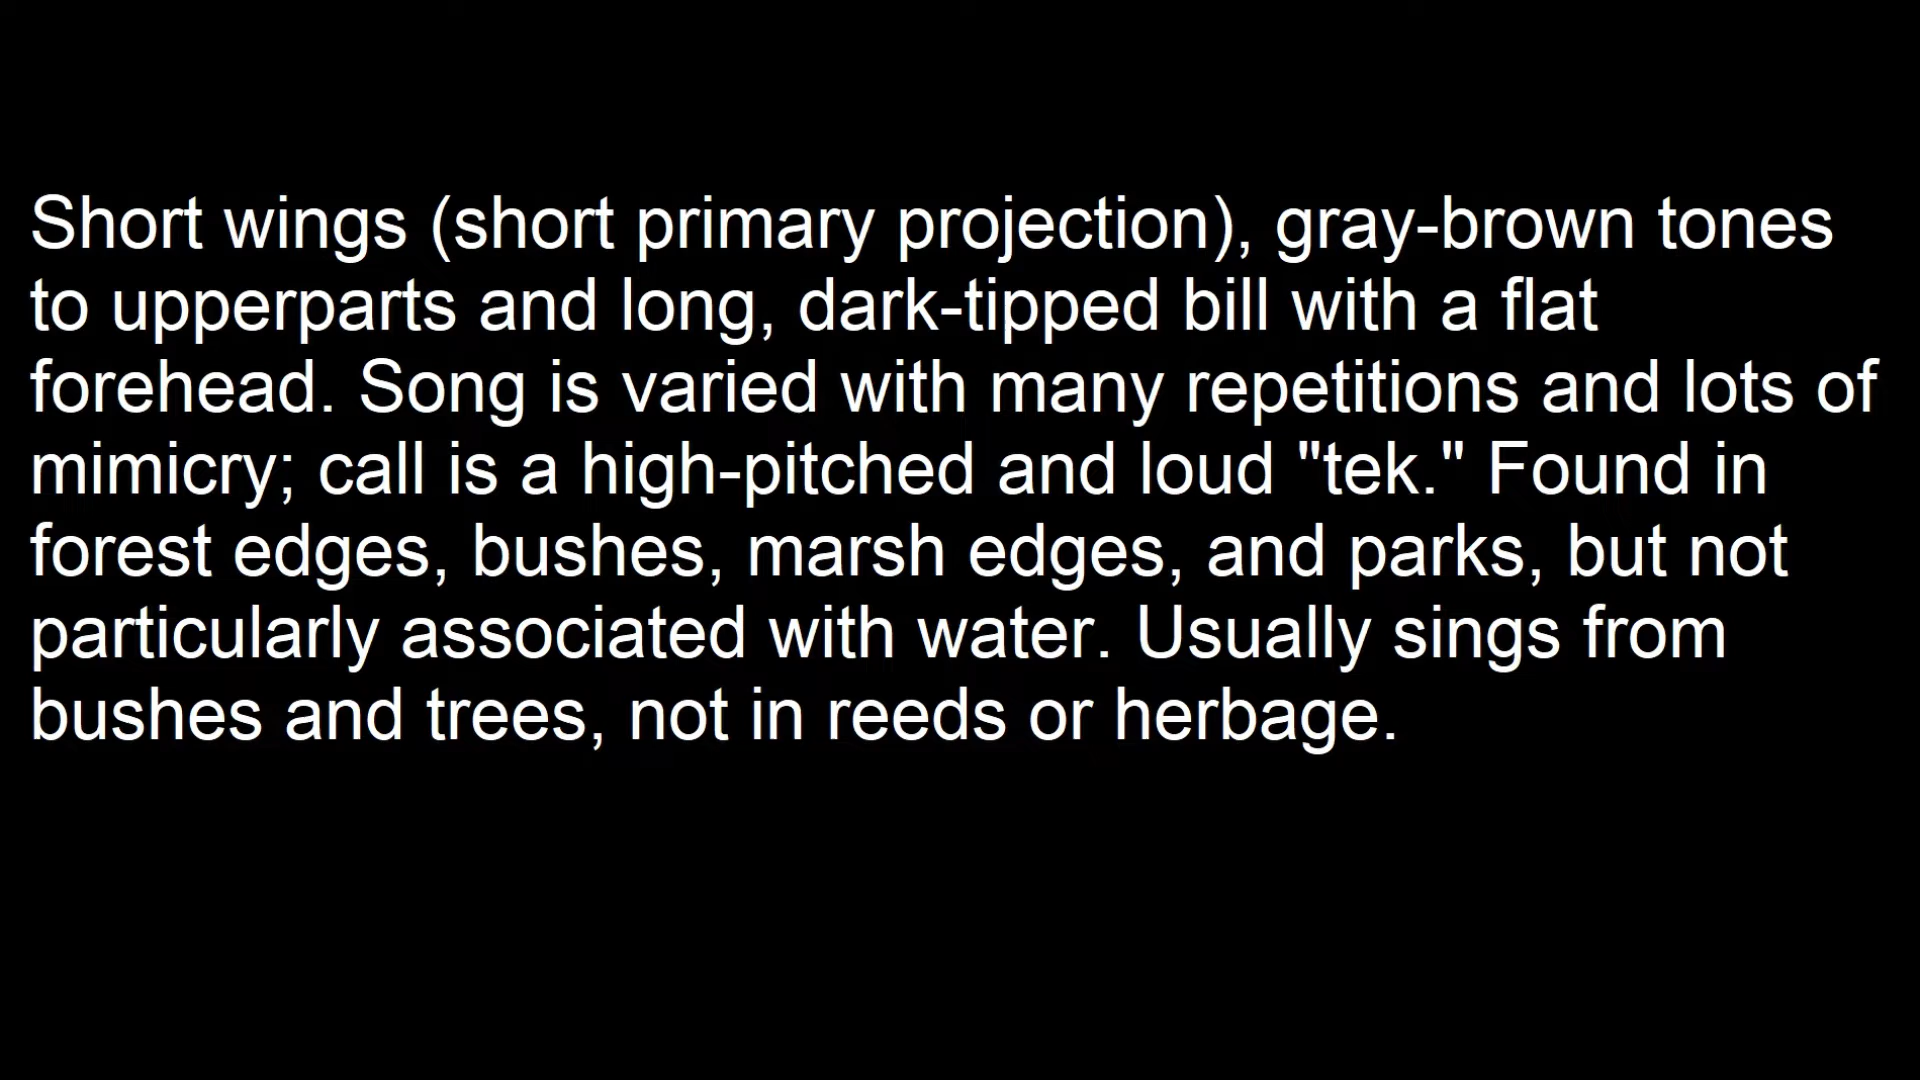 Short wings (short primary projection), gray-brown tones
to upperparts and long, dark-tipped bill with a flat
forehead. Song is varied with many repetitions and lots of
mimicry; call is a high-pitched and loud "tek." Found in
forest edges, bushes, marsh edges, and parks, but not
particularly associated with water. Usually sings from
bushes and trees, not in reeds or herbage.